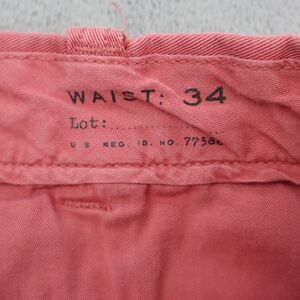 WAIST: 34
Lot:................
U S REG. ID. NO. 77388